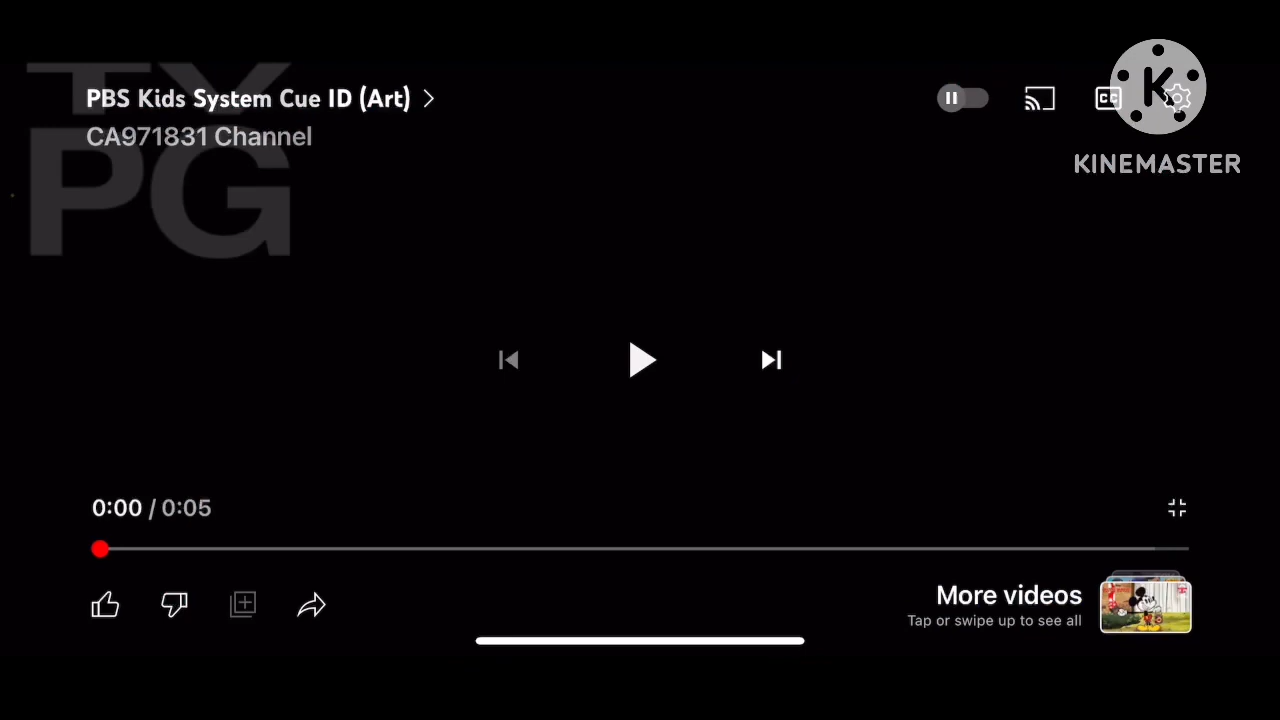 TV
PG
PBS Kids System Cue ID (Art)
CA971831 Channel
CC
K
KINEMASTER
0:00 / 0:05
More videos
Tap or swipe up to see all